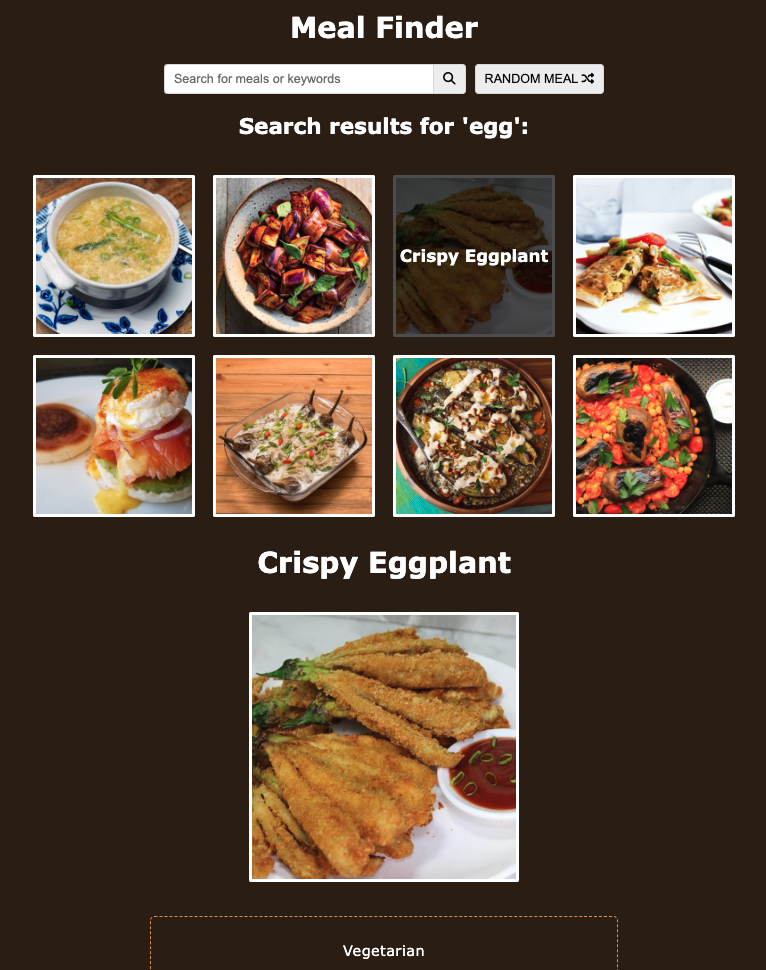 Meal Finder
Search for meals or keywords
RANDOM MEAL
Search results for 'egg':
Crispy Eggplant
Crispy Eggplant
Vegetarian